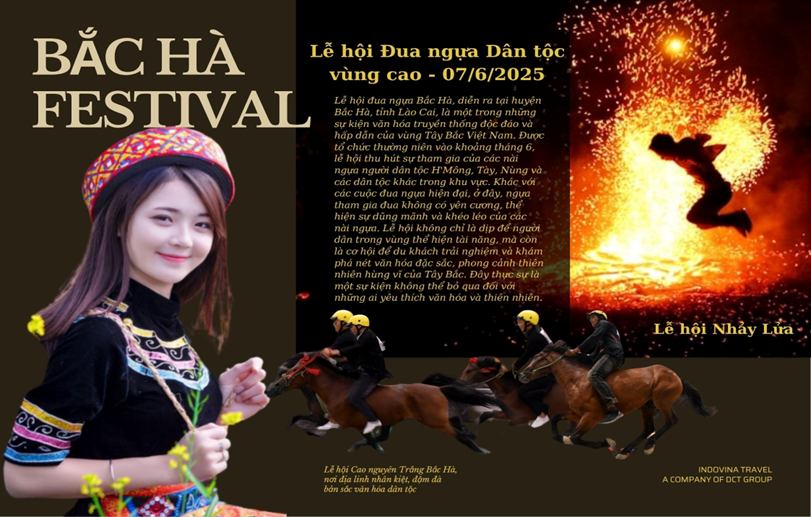 BẮC HÀ
FESTIVAL
Lễ hội Đua ngựa Dân tộc
vùng cao - 07/6/2025
Lễ hội đua ngựa Bắc Hà, diễn ra tại huyện
Bắc Hà, tỉnh Lào Cai, là một trong những
sự kiện văn hóa truyền thống độc đáo và
hấp dẫn của vùng Tây Bắc Việt Nam. Được
tổ chức thường niên vào khoảng tháng 6,
lễ hội thu hút sự tham gia của các nài
ngựa người dân tộc H'Mông, Tày, Nùng và
các dân tộc khác trong khu vực. Khác với
các cuộc đua ngựa hiện đại, ở đây, ngựa
tham gia đua không có yên cương, thể
hiện sự dũng mãnh và khéo léo của các
nài ngựa. Lễ hội không chỉ là dịp để người
dân trong vùng thể hiện tài năng, mà còn
là cơ hội để du khách trải nghiệm và khám
phá nét văn hóa đặc sắc, phong cảnh thiên
nhiên hùng vĩ của Tây Bắc. Đây thực sự là
một sự kiện không thể bỏ qua đối với
những ai yêu thích văn hóa và thiên nhiên.
Lễ hội Nhảy Lửa
Lễ hội Cao nguyên Trắng Bắc Hà,
nơi địa linh nhân kiệt, đậm đà
bản sắc văn hóa dân tộc
INDOVINA TRAVEL
A COMPANY OF DCT GROUP